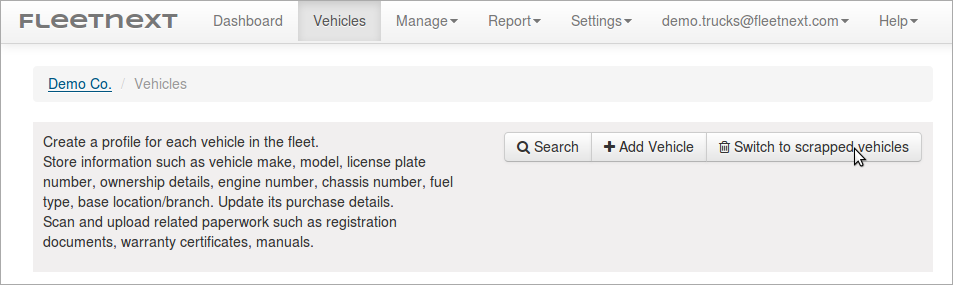 FLEETNEXT Dashboard Vehicles Manage Report Settings demo.trucks@fleetnext.com Help
Demo Co. / Vehicles
Create a profile for each vehicle in the fleet.
Store information such as vehicle make, model, license plate
number, ownership details, engine number, chassis number, fuel
type, base location/branch. Update its purchase details.
Scan and upload related paperwork such as registration
documents, warranty certificates, manuals.
Search Add Vehicle Switch to scrapped vehicles